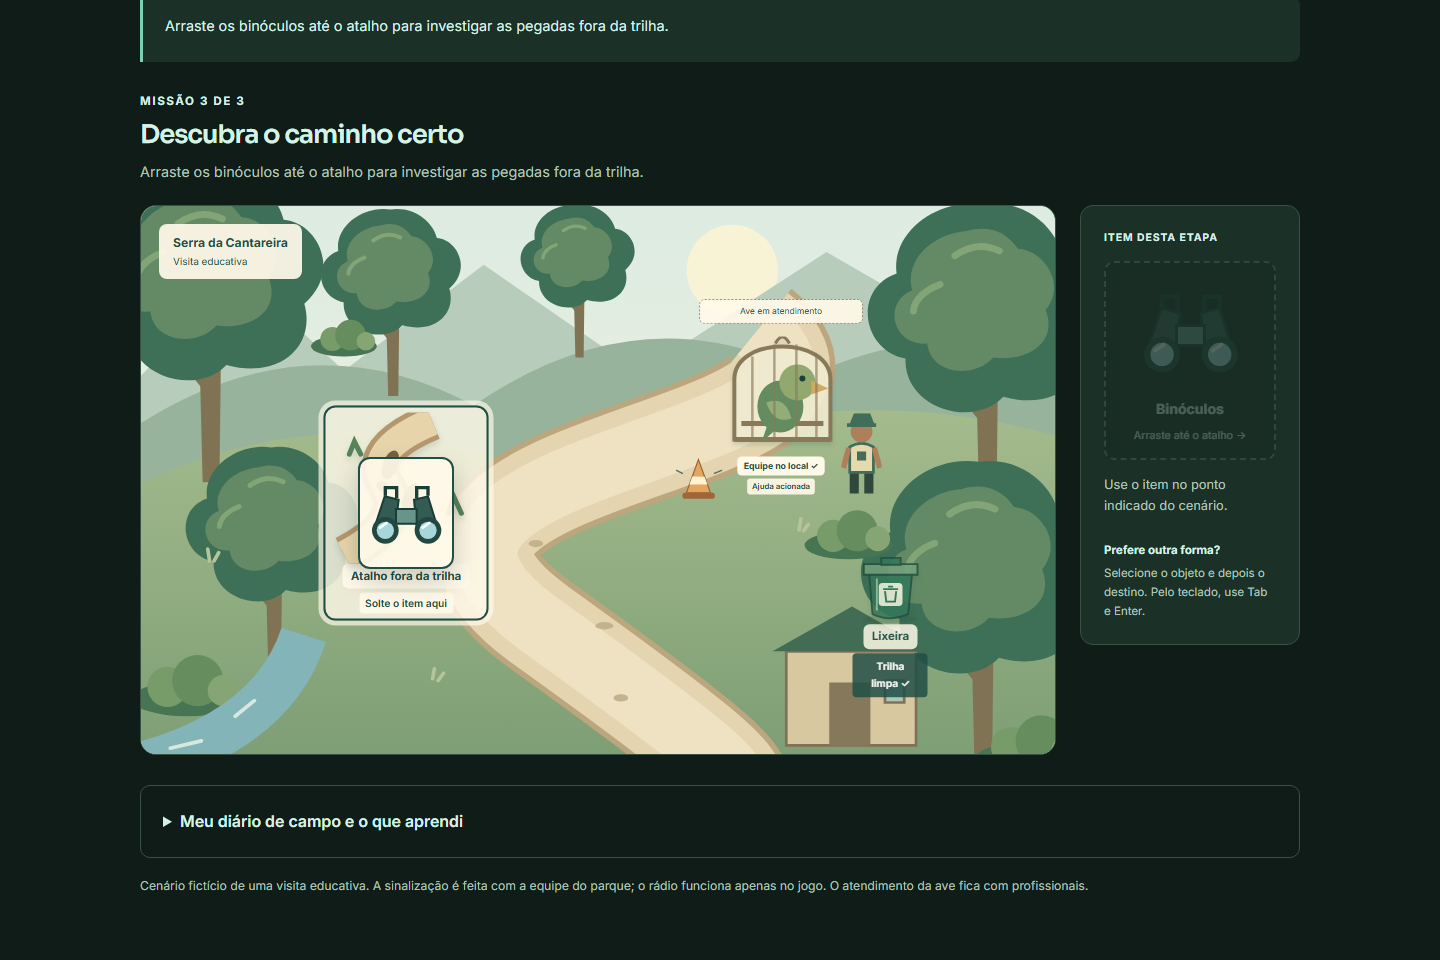 Arraste os binóculos até o atalho para investigar as pegadas fora da trilha.
MISSÃO 3 DE 3
Descubra o caminho certo
Arraste os binóculos até o atalho para investigar as pegadas fora da trilha.
Serra da Cantareira
Visita educativa
Ave em atendimento
Equipe no local ✓
Ajuda acionada
Atalho fora da trilha
Solte o item aqui
Lixeira
Trilha
limpa ✓
ITEM DESTA ETAPA
Binóculos
Arraste até o atalho →
Use o item no ponto
indicado do cenário.
Prefere outra forma?
Selecione o objeto e depois o
destino. Pelo teclado, use Tab
e Enter.
Meu diário de campo e o que aprendi
Cenário fictício de uma visita educativa. A sinalização é feita com a equipe do parque; o rádio funciona apenas no jogo. O atendimento da ave fica com profissionais.